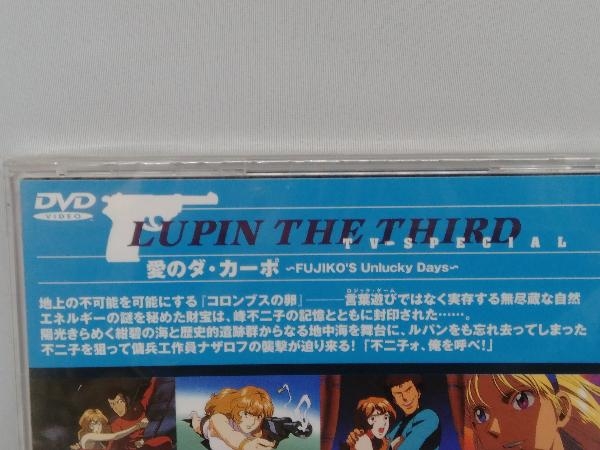 DVD
VIDEO
LUPIN THE THIRD
TV-SPECIAL
愛のダ・カーポ ~FUJIKO'S Unlucky Days~
ロジック・ゲーム
地上の不可能を可能にする『コロンブスの卵』───言葉遊びではなく実存する無尽蔵な自然
エネルギーの謎を秘めた財宝は、峰不二子の記憶とともに封印された……。
陽光きらめく紺碧の海と歴史的遺跡群からなる地中海を舞台に、ルパンをも忘れ去ってしまった
不二子を狙って傭兵工作員ナザロフの襲撃が迫り来る!「不二子ォ、俺を呼べ!」